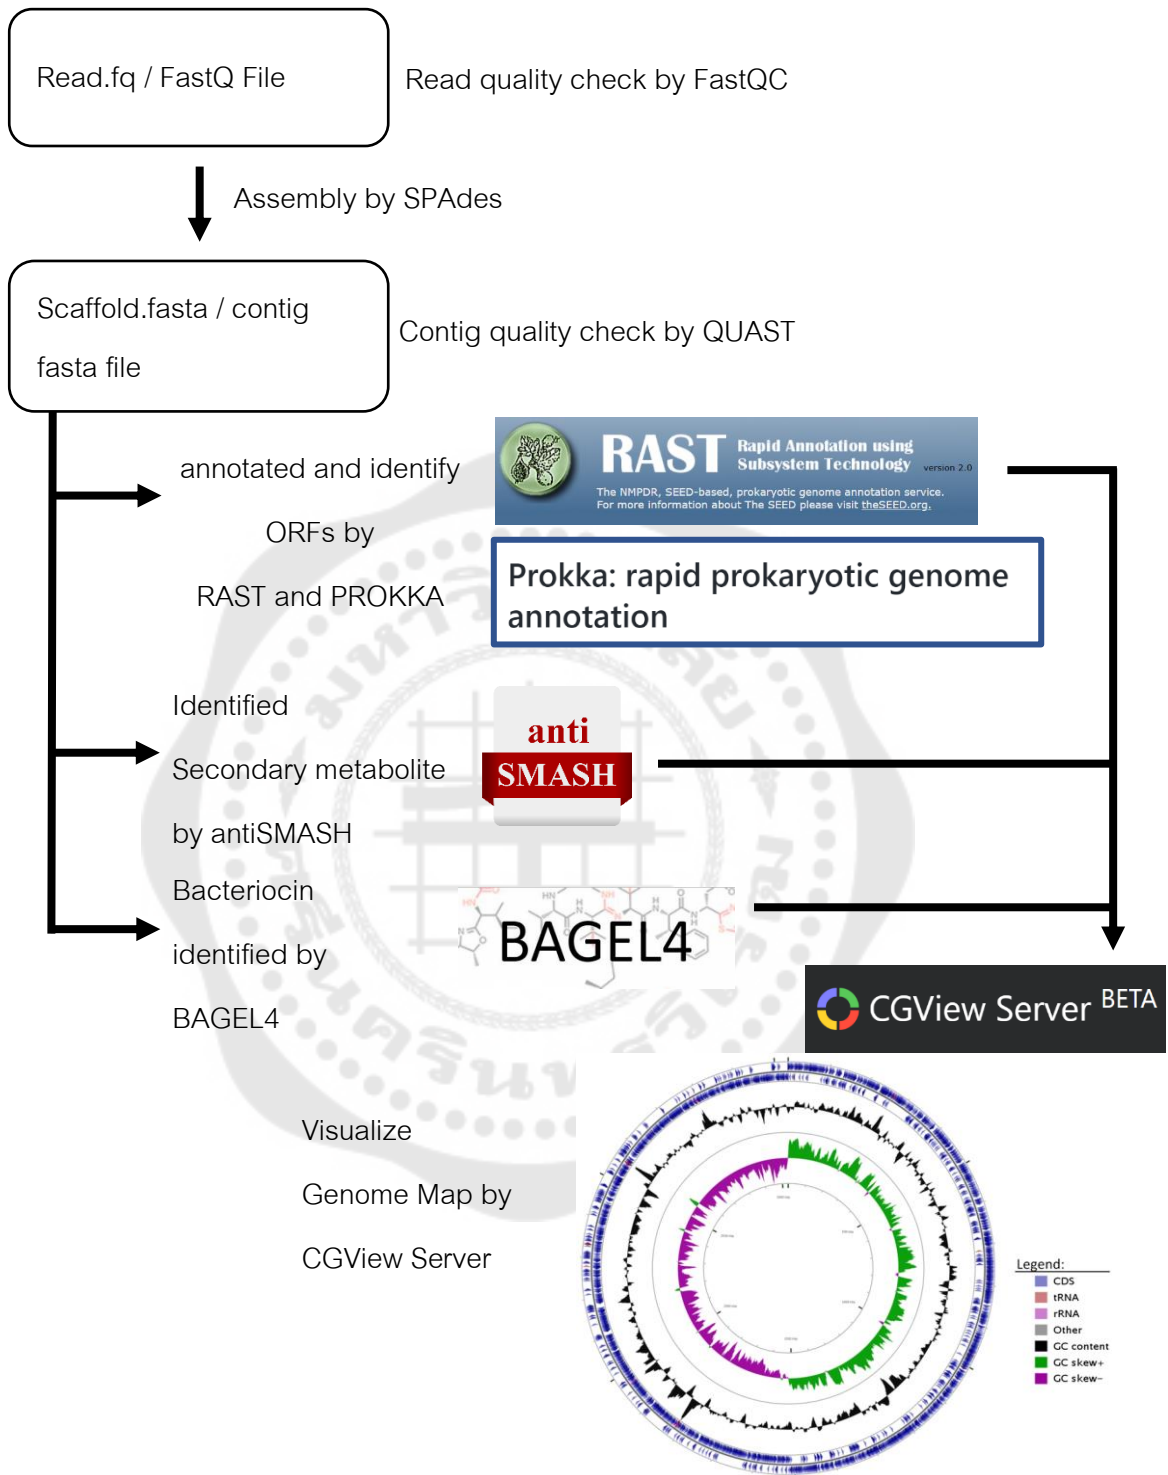 Read.fq / FastQ File
Read quality check by FastQC
Assembly by SPAdes
Scaffold.fasta / contig
fasta file
Contig quality check by QUAST
annotated and identify
ORFs by
RAST and PROKKA
RAST Rapid Annotation using
Subsystem Technology version 2.0
The NMPDR, SEED-based, prokaryotic genome annotation service.
For more information about The SEED please visit theSEED.org.
Prokka: rapid prokaryotic genome
annotation
Identified
Secondary metabolite
by antiSMASH
anti
SMASH
Bacteriocin
identified by
BAGEL4
BAGEL4
CGView Server BETA
Visualize
Genome Map by
CGView Server
Legend:
CDS
tRNA
rRNA
Other
GC content
GC skew+
GC skew-